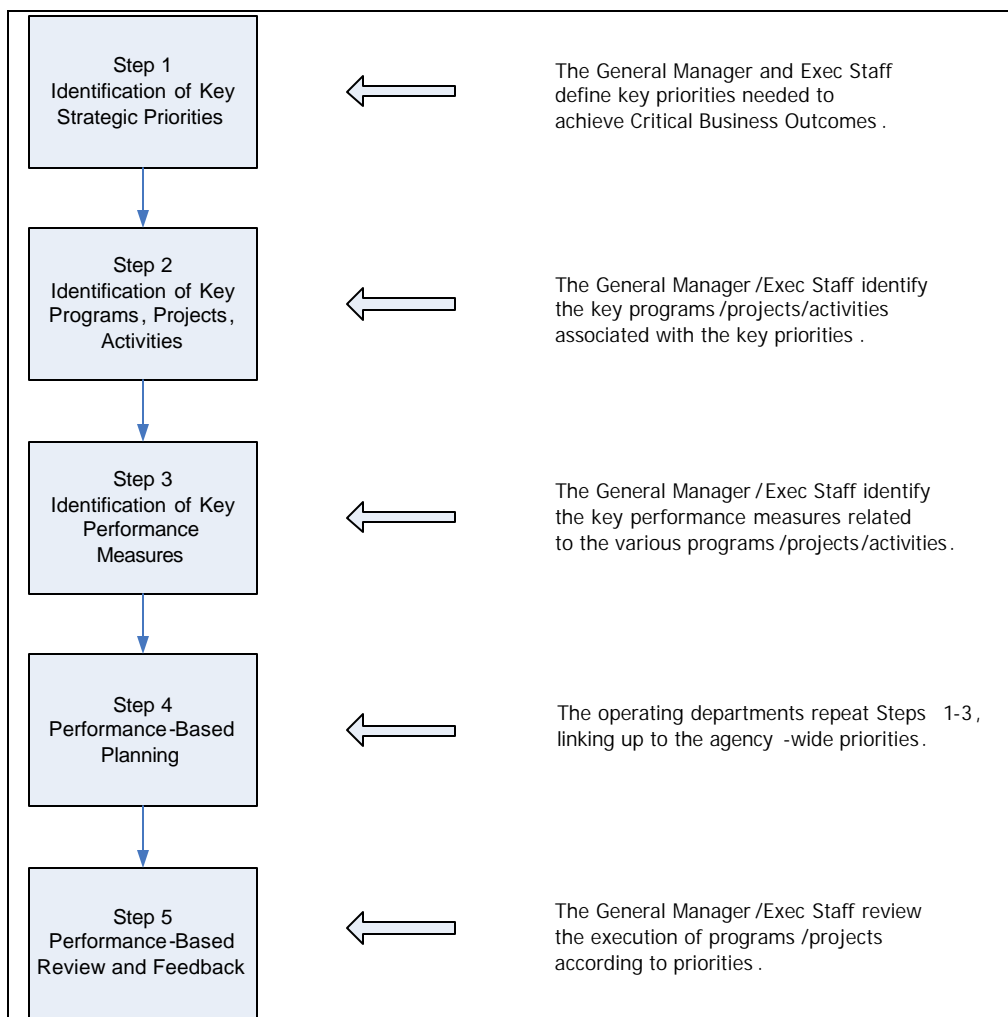 Step 1
Identification of Key
Strategic Priorities
The General Manager and Exec Staff
define key priorities needed to
achieve Critical Business Outcomes.
Step 2
Identification of Key
Programs, Projects,
Activities
The General Manager/Exec Staff identify
the key programs/projects/activities
associated with the key priorities.
Step 3
Identification of Key
Performance
Measures
The General Manager/Exec Staff identify
the key performance measures related
to the various programs/projects/activities.
Step 4
Performance-Based
Planning
The operating departments repeat Steps 1-3,
linking up to the agency-wide priorities.
Step 5
Performance-Based
Review and Feedback
The General Manager/Exec Staff review
the execution of programs/projects
according to priorities.